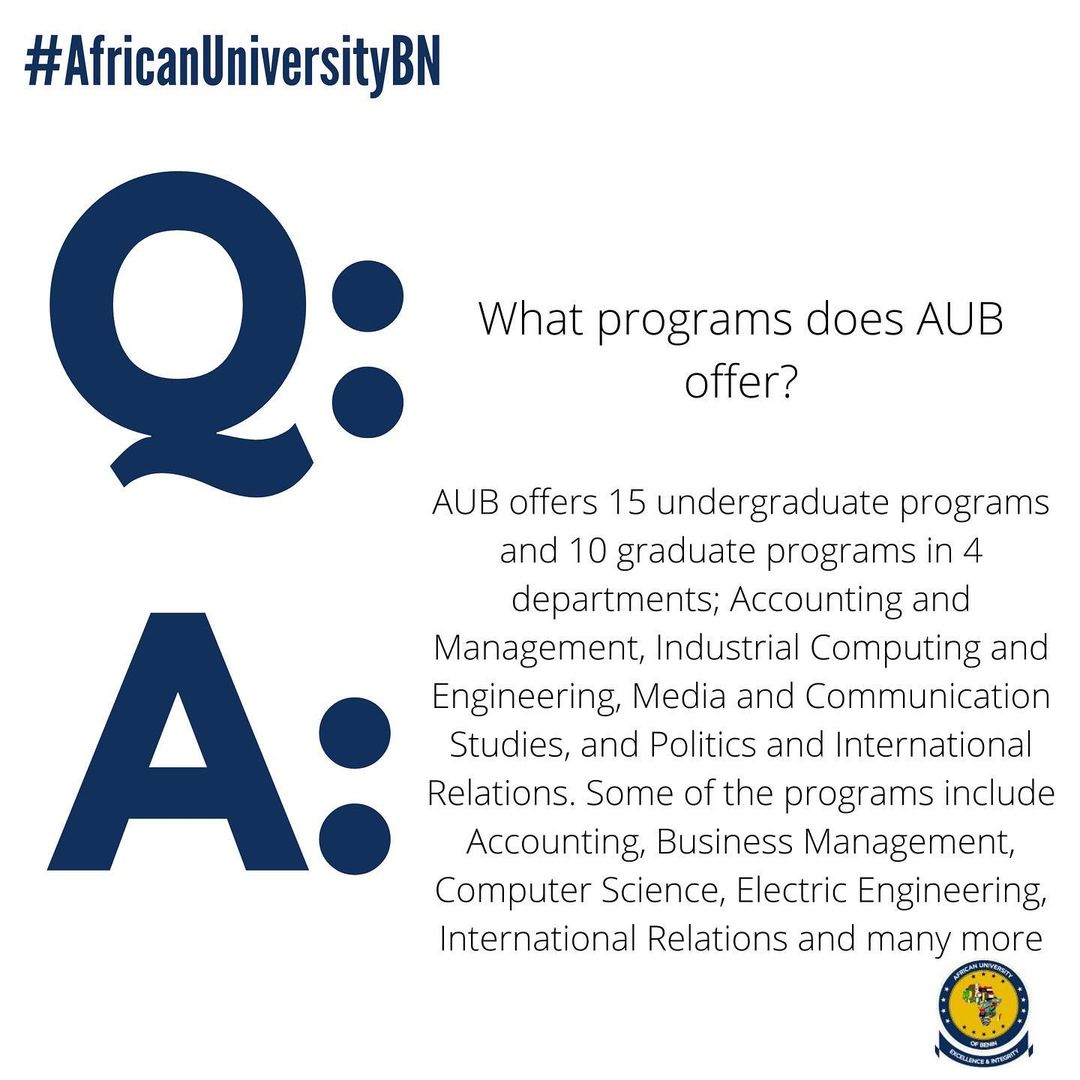 #AfricanUniversityBN
Q:
What programs does AUB
offer?
A:
AUB offers 15 undergraduate programs
and 10 graduate programs in 4
departments; Accounting and
Management, Industrial Computing and
Engineering, Media and Communication
Studies, and Politics and International
Relations. Some of the programs include
Accounting, Business Management,
Computer Science, Electric Engineering,
International Relations and many more
AFRICAN UNIVERSITY
OF BENIN
EXCELLENCE & INTEGRITY